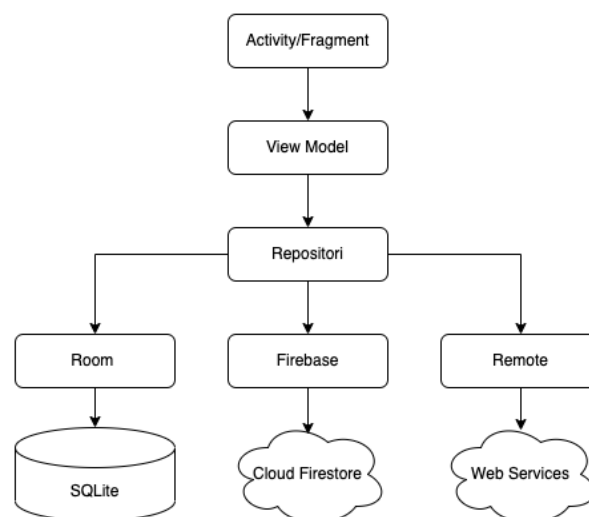 Activity/Fragment
View Model
Repositori
Room
Firebase
Remote
SQLite
Cloud Firestore
Web Services